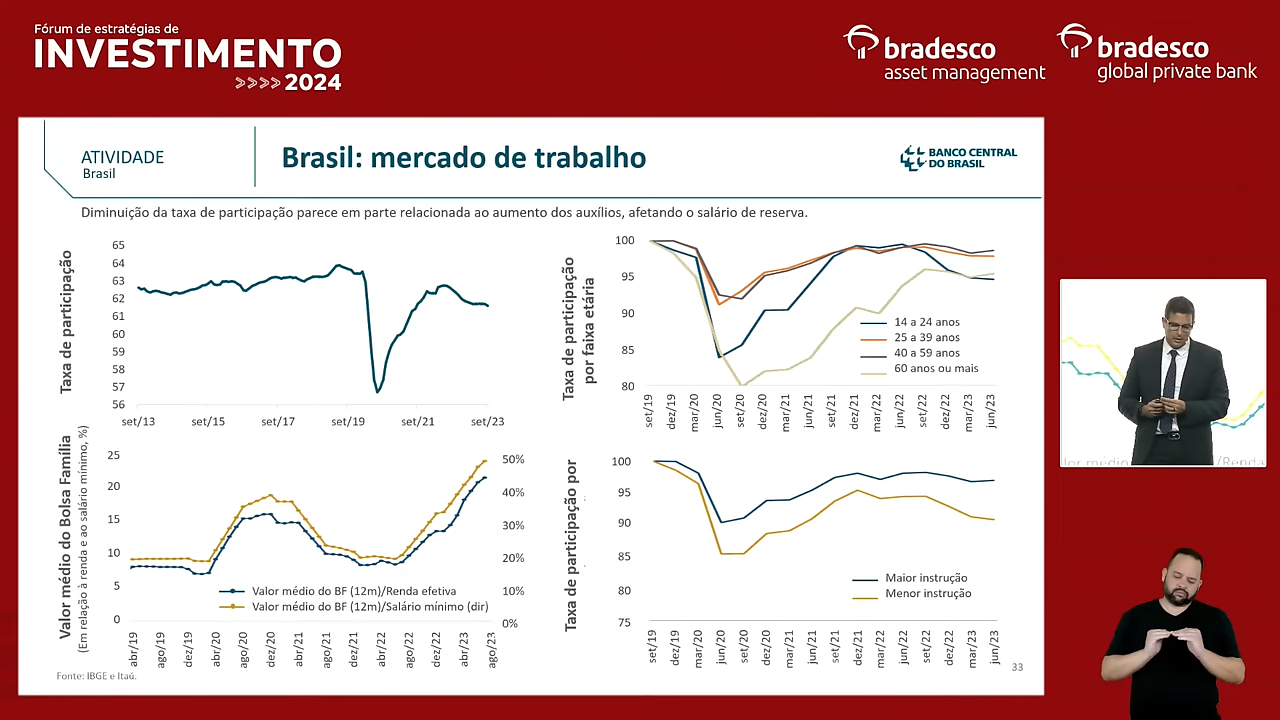 Fórum de estratégias de
INVESTIMENTO
>>>> 2024
bradesco
asset management
bradesco
global private bank
ATIVIDADE
Brasil
Brasil: mercado de trabalho
BANCO CENTRAL
DO BRASIL
Diminuição da taxa de participação parece em parte relacionada ao aumento dos auxílios, afetando o salário de reserva.
Taxa de participação
65
64
63
62
61
60
59
58
57
56
set/13
set/15
set/17
set/19
set/21
set/23
Taxa de participação
por faixa etária
100
95
90
85
80
14 a 24 anos
25 a 39 anos
40 a 59 anos
60 anos ou mais
set/19
dez/19
mar/20
jun/20
set/20
dez/20
mar/21
jun/21
set/21
dez/21
mar/22
jun/22
set/22
dez/22
mar/23
jun/23
Valor médio do Bolsa Família
(Em relação à renda e ao salário mínimo, %)
25
20
15
10
5
0
50%
40%
30%
20%
10%
0%
Valor médio do BF (12m)/Renda efetiva
Valor médio do BF (12m)/Salário mínimo (dir)
abr/19
ago/19
dez/19
abr/20
ago/20
dez/20
abr/21
ago/21
dez/21
abr/22
ago/22
dez/22
abr/23
ago/23
Taxa de participação por
100
95
90
85
80
75
Maior instrução
Menor instrução
set/19
dez/19
mar/20
jun/20
set/20
dez/20
mar/21
jun/21
set/21
dez/21
mar/22
jun/22
set/22
dez/22
mar/23
jun/23
Fonte: IBGE e Itaú.
33
lor médio
/Renda